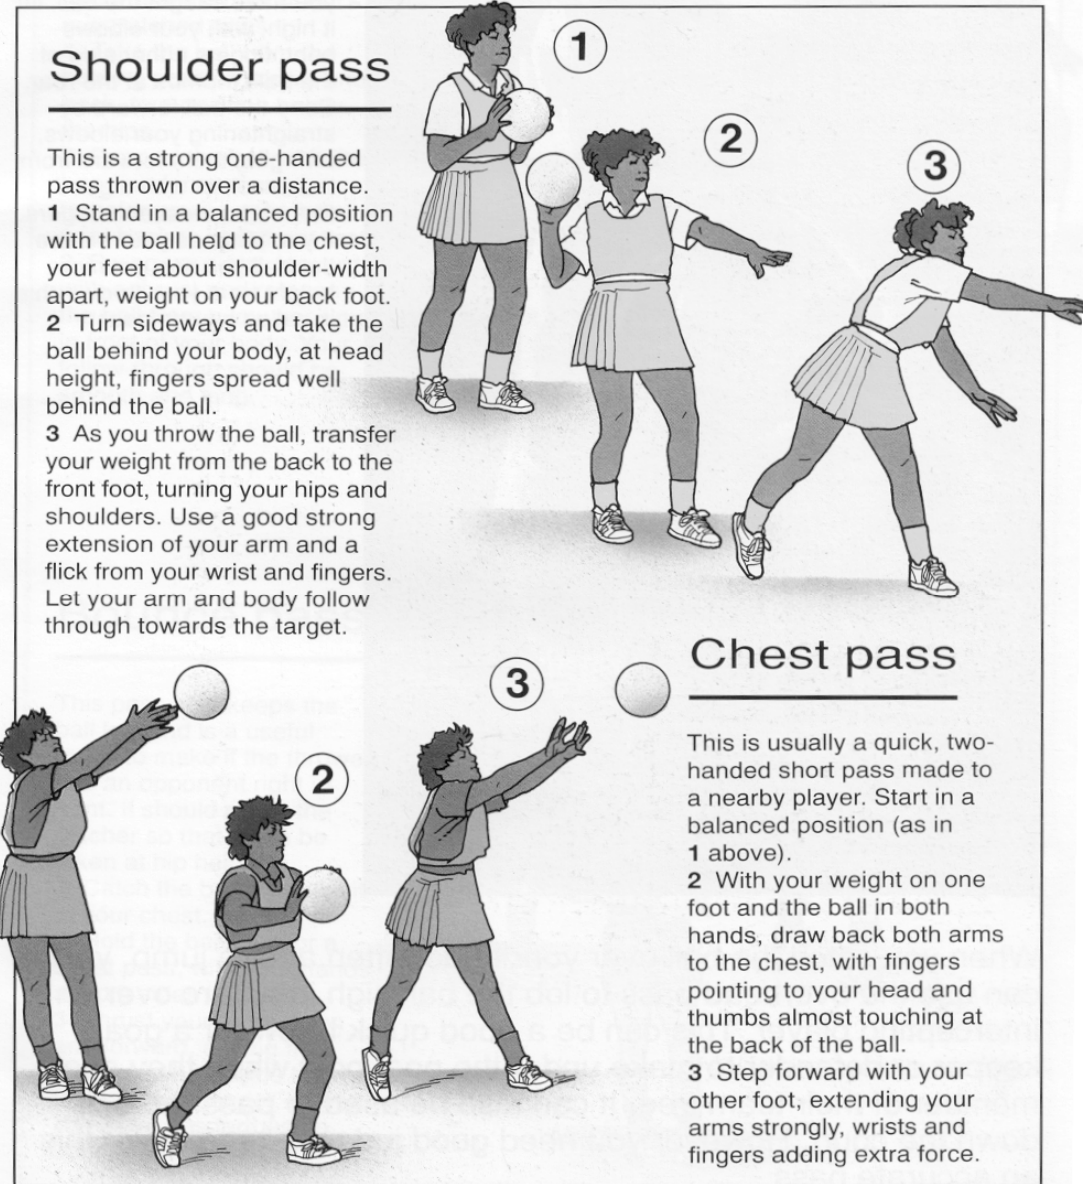 Shoulder pass
This is a strong one-handed
pass thrown over a distance.
1 Stand in a balanced position
with the ball held to the chest,
your feet about shoulder-width
apart, weight on your back foot.
2 Turn sideways and take the
ball behind your body, at head
height, fingers spread well
behind the ball.
3 As you throw the ball, transfer
your weight from the back to the
front foot, turning your hips and
shoulders. Use a good strong
extension of your arm and a
flick from your wrist and fingers.
Let your arm and body follow
through towards the target.
1
2
3
2
3
Chest pass
This is usually a quick, two-
handed short pass made to
a nearby player. Start in a
balanced position (as in
1 above).
2 With your weight on one
foot and the ball in both
hands, draw back both arms
to the chest, with fingers
pointing to your head and
thumbs almost touching at
the back of the ball.
3 Step forward with your
other foot, extending your
arms strongly, wrists and
fingers adding extra force.